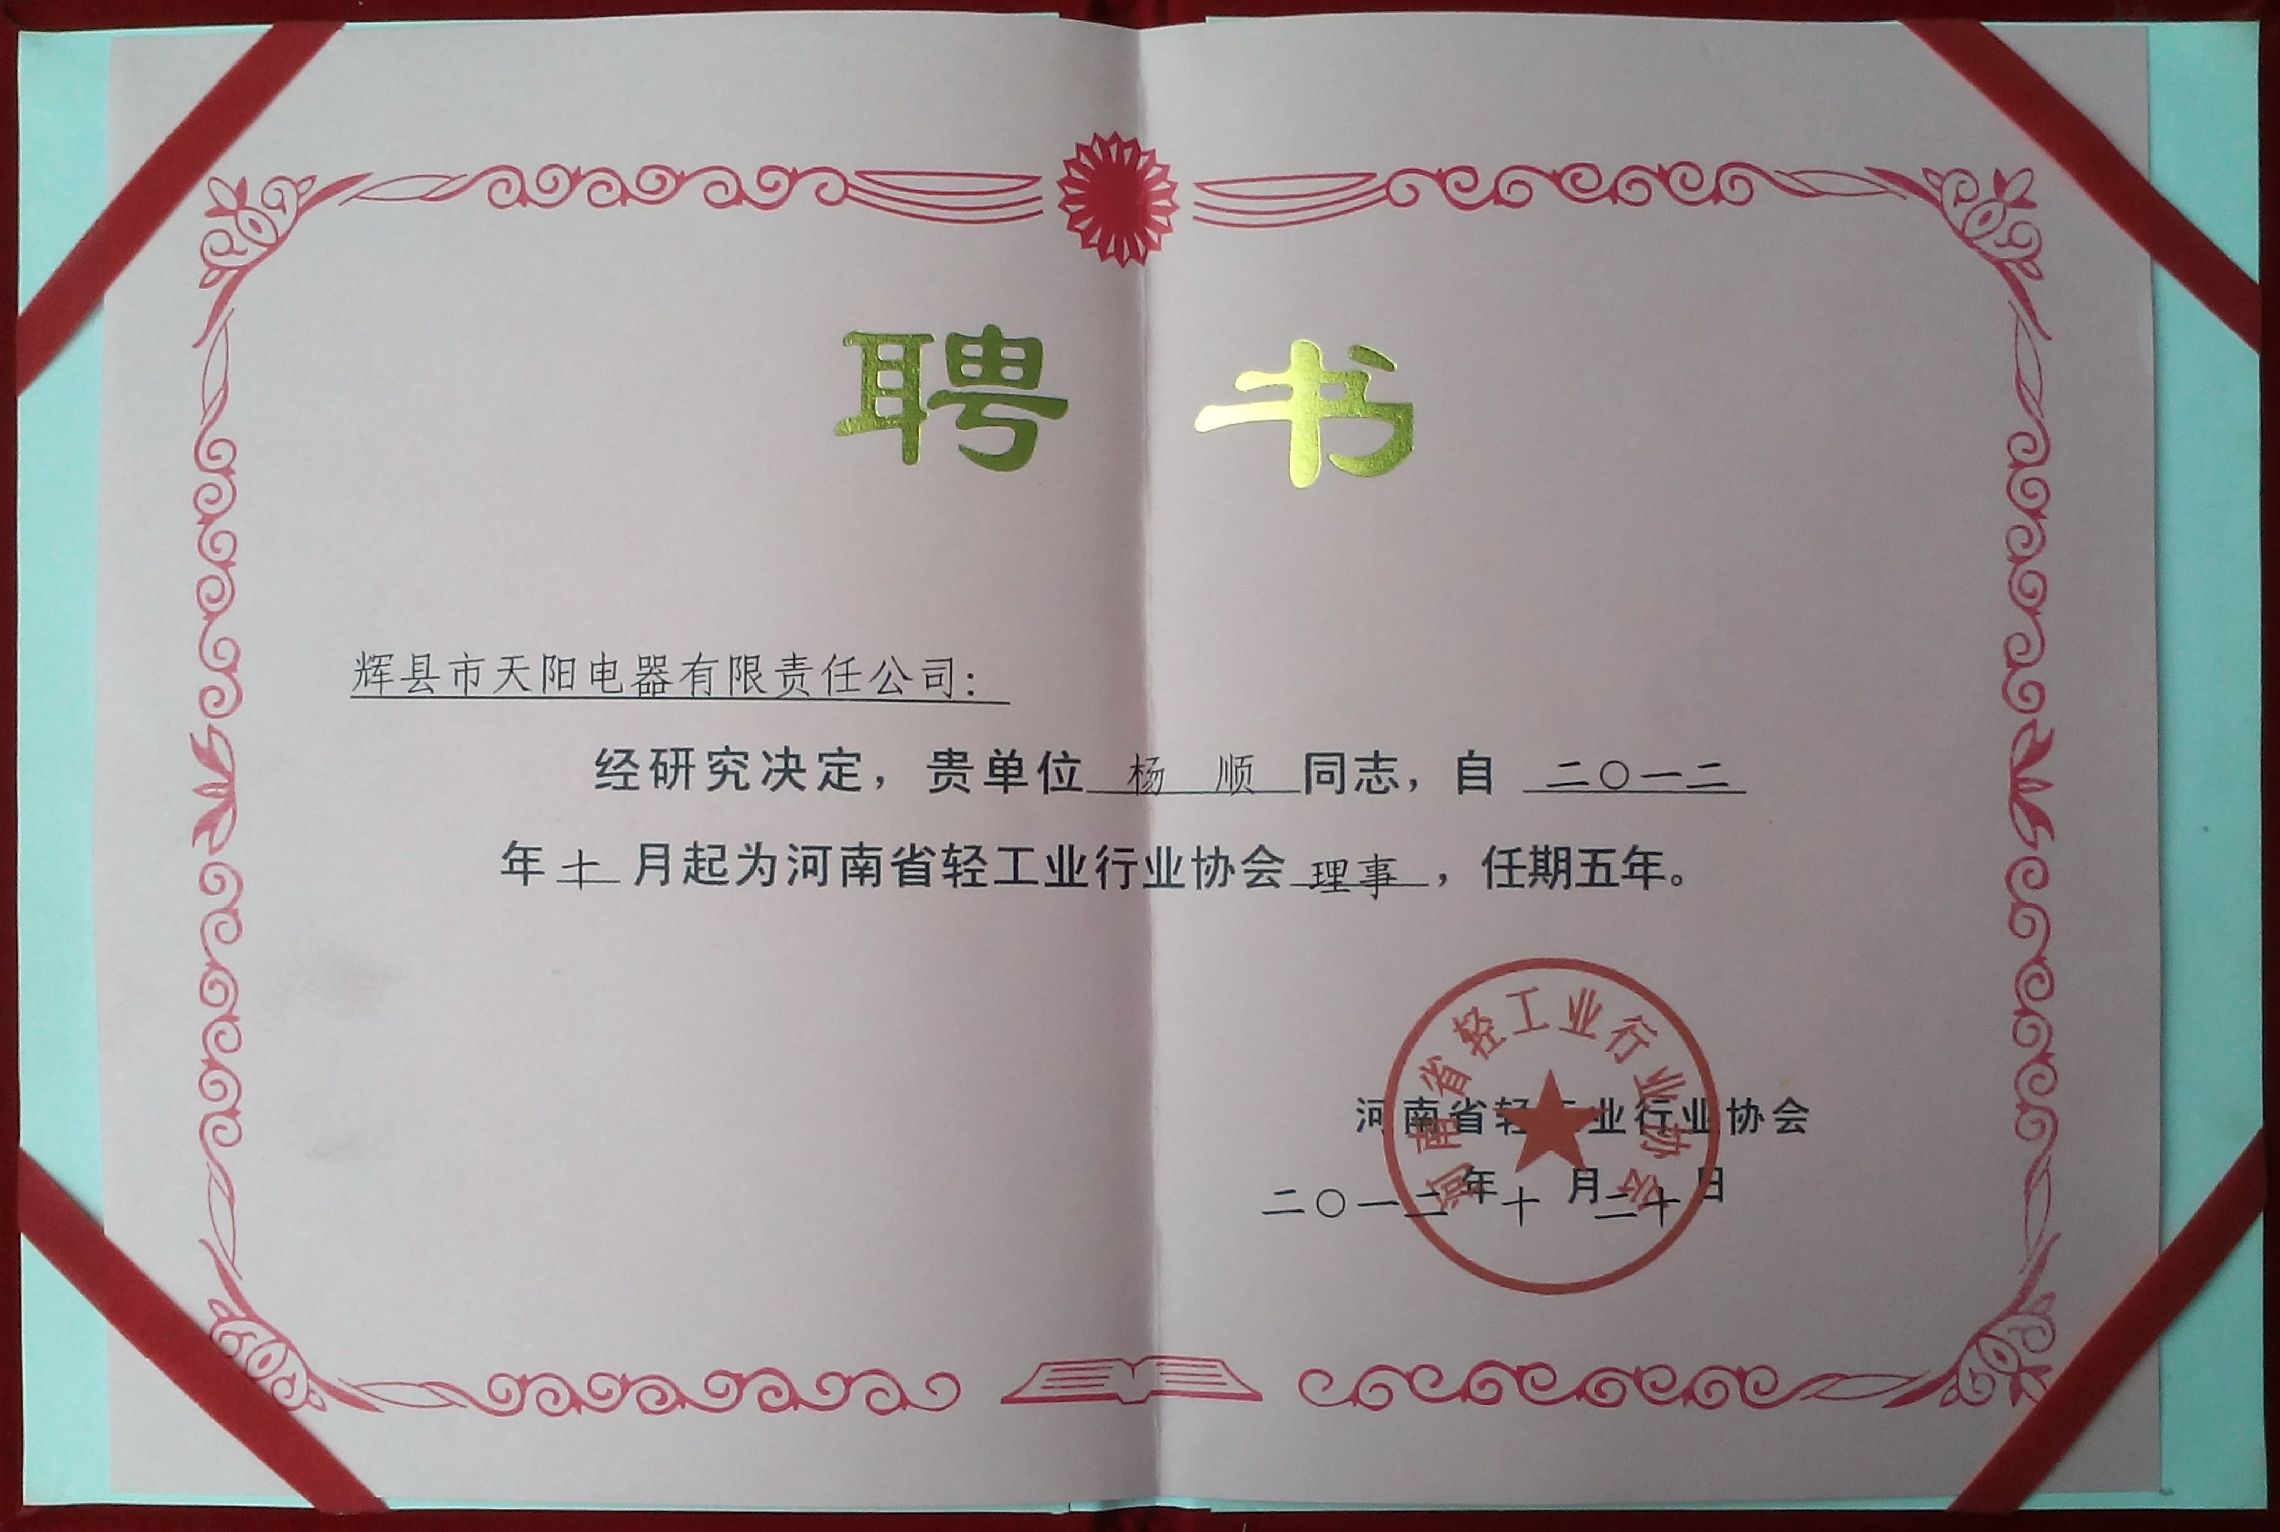 聘书
辉县市天阳电器有限责任公司：
经研究决定，贵单位 杨 顺 同志，自 二〇一二
年 十 月起为河南省轻工业行业协会 理事 ，任期五年。
河南省轻工业行业协会
河南省轻工业行业协会
二〇一二年十月二十日